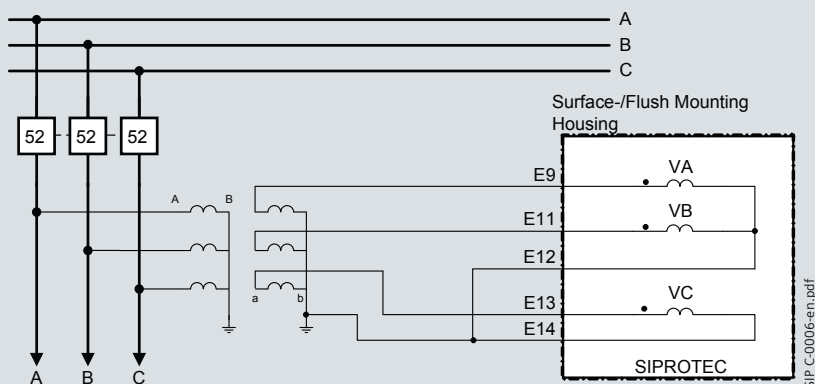 A
B
C
Surface-/Flush Mounting
Housing
52 52 52
E9 VA
A B
E11 VB
E12
E13 VC
a b
E14
SIPROTEC
A B C
SIP C-0006-en.pdf